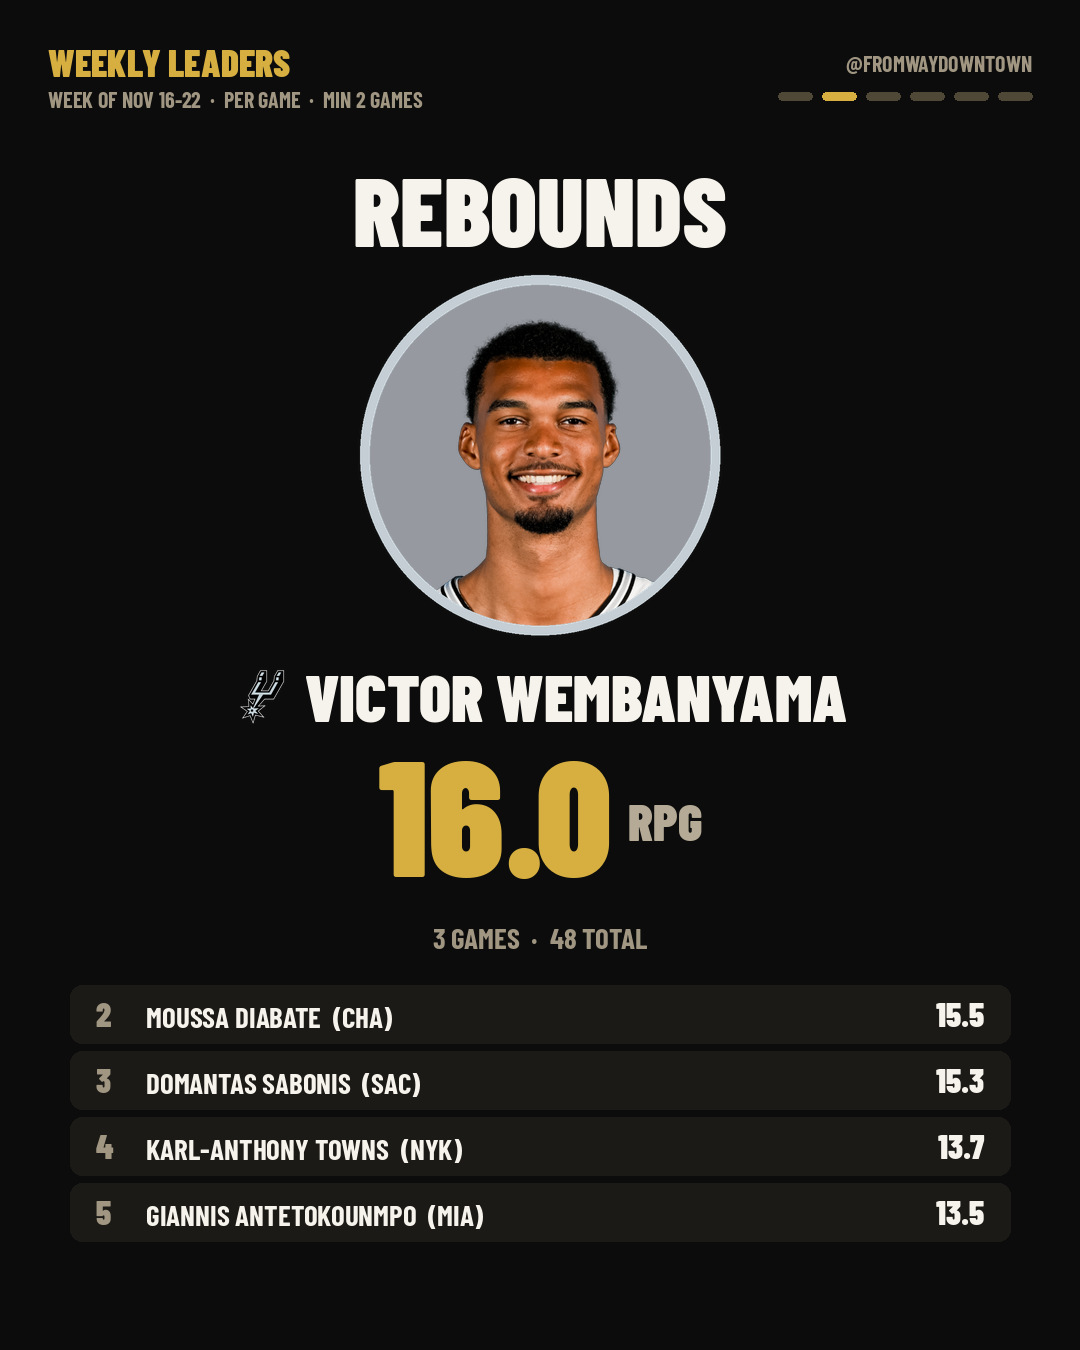 WEEKLY LEADERS
@FROMWAYDOWNTOWN
WEEK OF NOV 16-22 · PER GAME · MIN 2 GAMES
REBOUNDS
VICTOR WEMBANYAMA
16.0 RPG
3 GAMES · 48 TOTAL
2 MOUSSA DIABATE (CHA) 15.5
3 DOMANTAS SABONIS (SAC) 15.3
4 KARL-ANTHONY TOWNS (NYK) 13.7
5 GIANNIS ANTETOKOUNMPO (MIA) 13.5